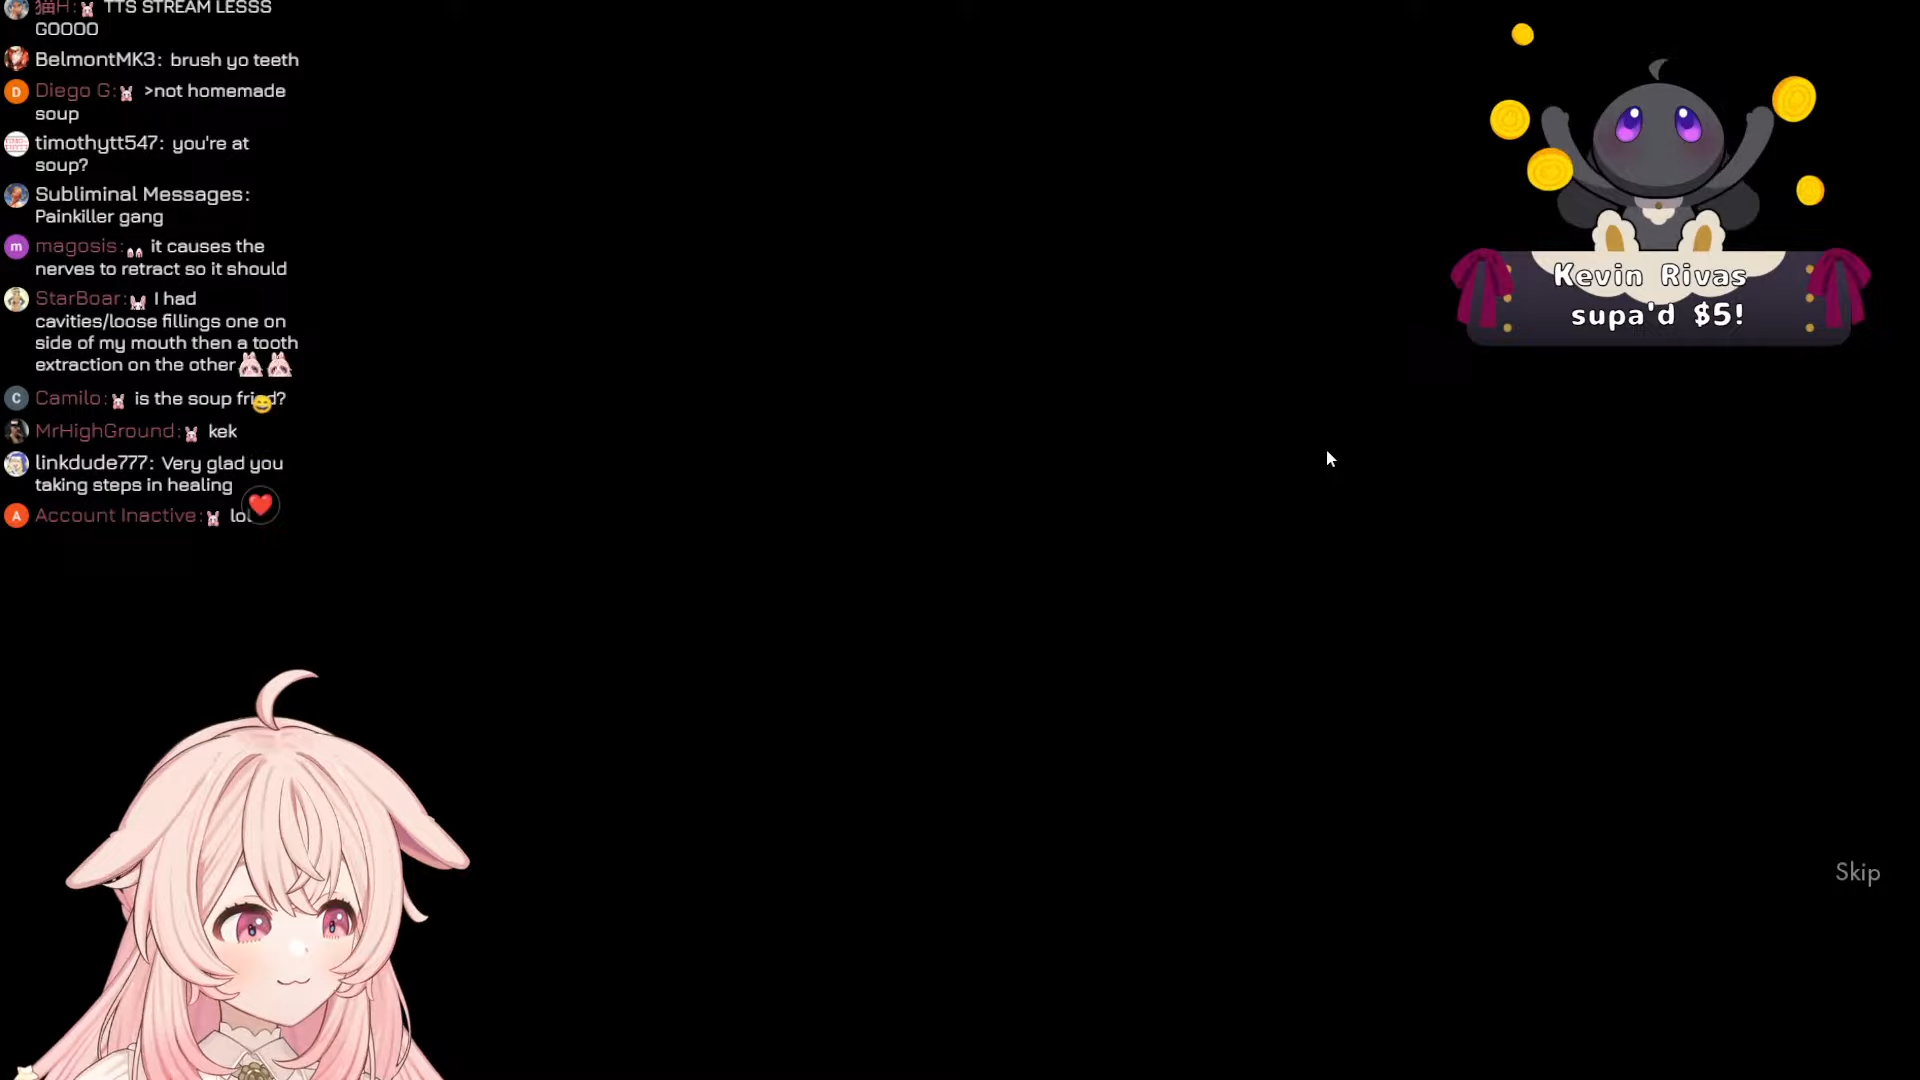 猫H: TTS STREAM LESSS
GOOOO
BelmontMK3: brush yo teeth
D Diego G: >not homemade
soup
timothytt547: you're at
soup?
Subliminal Messages:
Painkiller gang
m magosis: it causes the
nerves to retract so it should
StarBoar: I had
cavities/loose fillings one on
side of my mouth then a tooth
extraction on the other
C Camilo: is the soup fried?
MrHighGround: kek
linkdude777: Very glad you
taking steps in healing
A Account Inactive: lol
Kevin Rivas
supa'd $5!
Skip